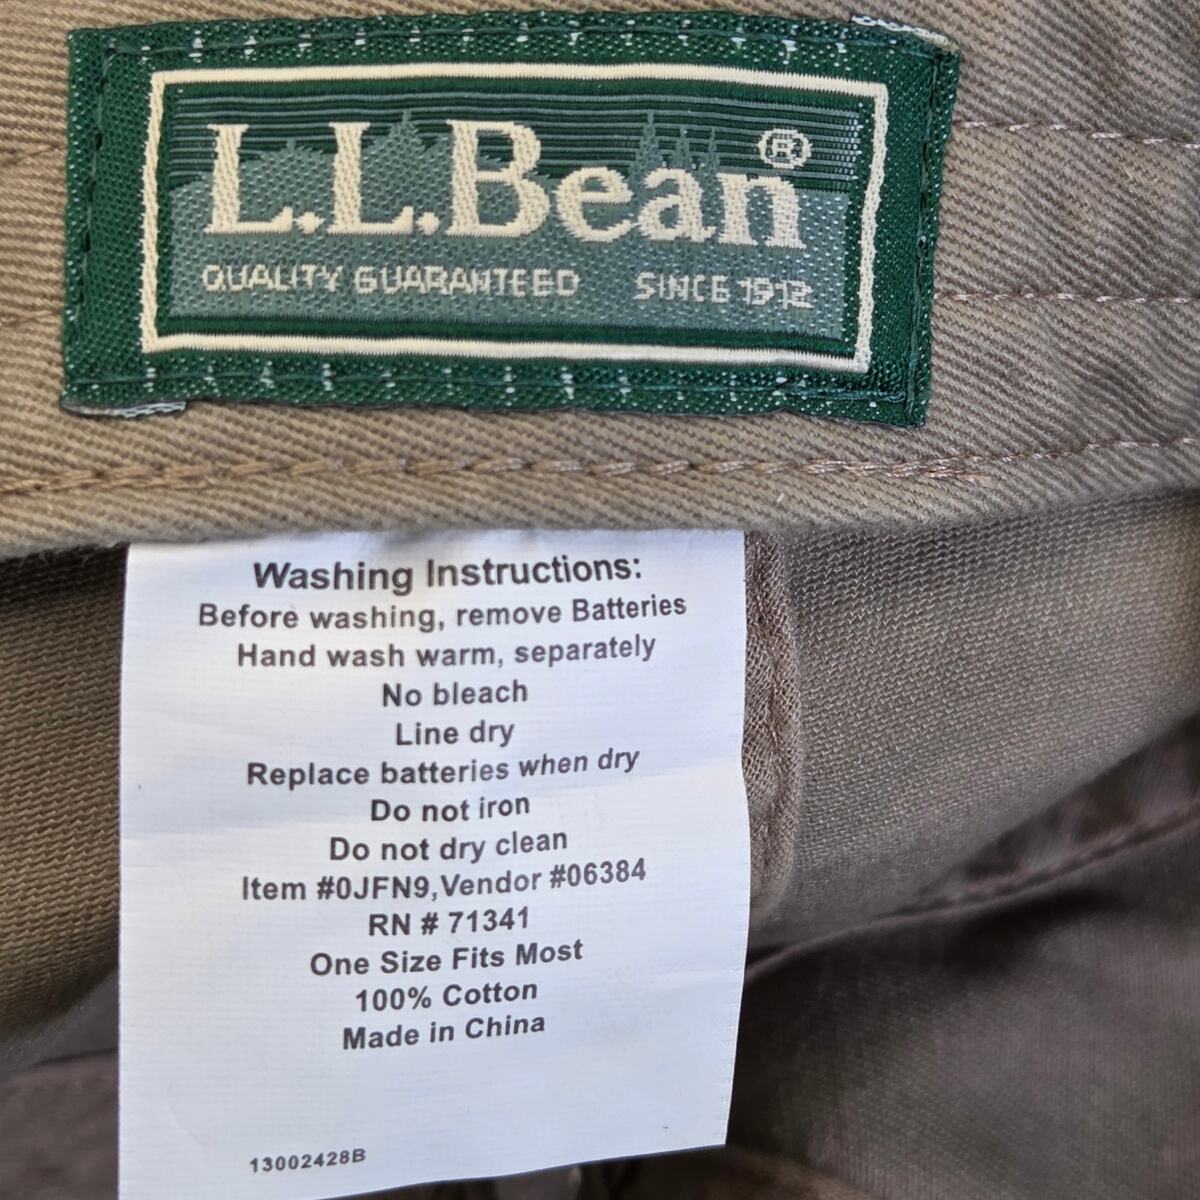 L.L.Bean®
QUALITY GUARANTEED SINCE 1912
Washing Instructions:
Before washing, remove Batteries
Hand wash warm, separately
No bleach
Line dry
Replace batteries when dry
Do not iron
Do not dry clean
Item #0JFN9,Vendor #06384
RN # 71341
One Size Fits Most
100% Cotton
Made in China
13002428B